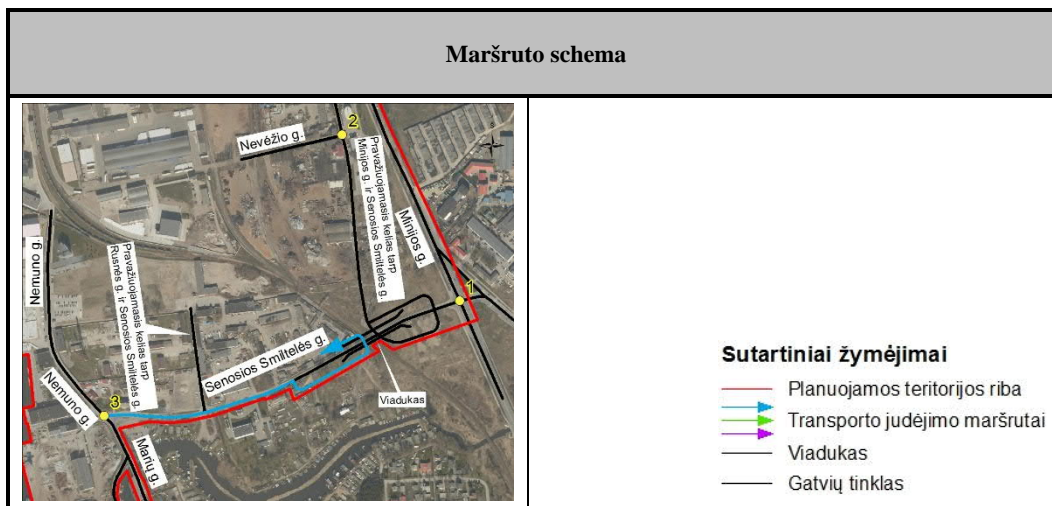 Maršruto schema
2
Nevėžio g.
Pravažiuojamasis kelias tarp
Minijos g. ir Senosios Smiltelės g.
Minijos g.
1
Nemuno g.
Pravažiuojamasis kelias tarp
Rusnės g. ir Senosios Smiltelės g.
Senosios Smiltelės g.
Viadukas
Nemuno g.
3
Marių g.
Sutartiniai žymėjimai
Planuojamos teritorijos riba
Transporto judėjimo maršrutai
Viadukas
Gatvių tinklas